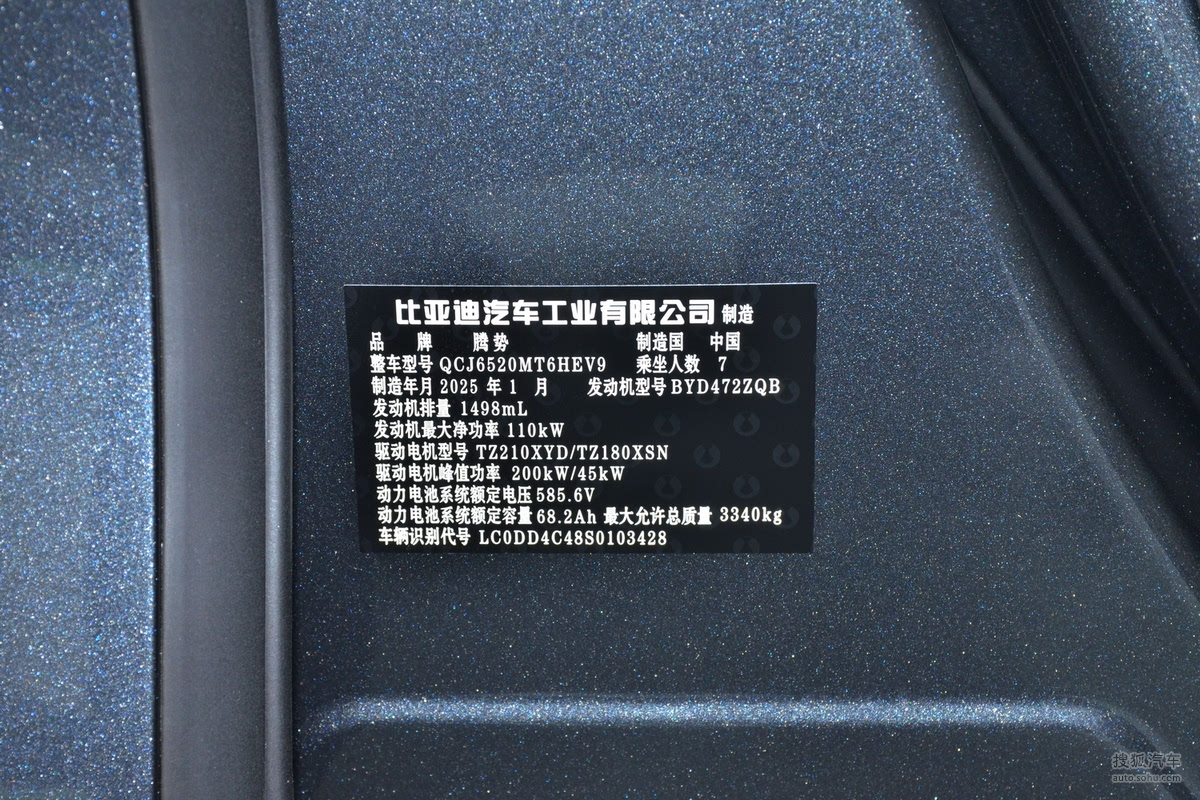 比亚迪汽车工业有限公司 制造
品 牌 腾势 制造国 中国
整车型号 QCJ6520MT6HEV9 乘坐人数 7
制造年月 2025 年 1 月 发动机型号 BYD472ZQB
发动机排量 1498mL
发动机最大净功率 110kW
驱动电机型号 TZ210XYD/TZ180XSN
驱动电机峰值功率 200kW/45kW
动力电池系统额定电压 585.6V
动力电池系统额定容量 68.2Ah 最大允许总质量 3340kg
车辆识别代号 LC0DD4C48S0103428
搜狐汽车
auto.sohu.com